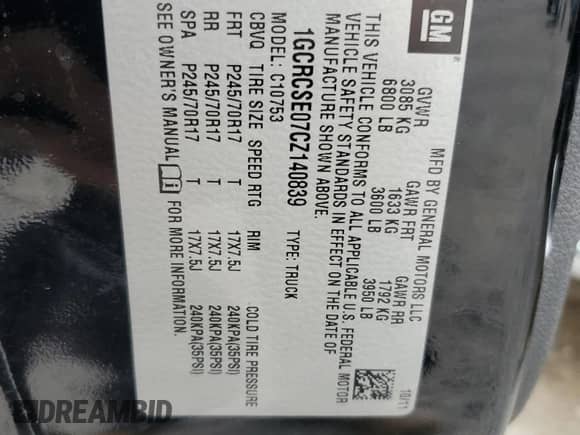 GM
®
MFD BY GENERAL MOTORS LLC
GVWR GAWR FRT GAWR RR
3085 KG 1633 KG 1792 KG
6800 LB 3600 LB 3950 LB
10/11
THIS VEHICLE CONFORMS TO ALL APPLICABLE U.S. FEDERAL MOTOR
VEHICLE SAFETY STANDARDS IN EFFECT ON THE DATE OF
MANUFACTURE SHOWN ABOVE.
1GCRCSE07CZ140839 TYPE: TRUCK
MODEL: C10753
CBVQ TIRE SIZE SPEED RTG RIM COLD TIRE PRESSURE
FRT P245/70R17 T 17X7.5J 240KPA(35PSI)
RR P245/70R17 T 17X7.5J 240KPA(35PSI)
SPA P245/70R17 T 17X7.5J 240KPA(35PSI)
SEE OWNER'S MANUAL FOR MORE INFORMATION.
DREAMBID